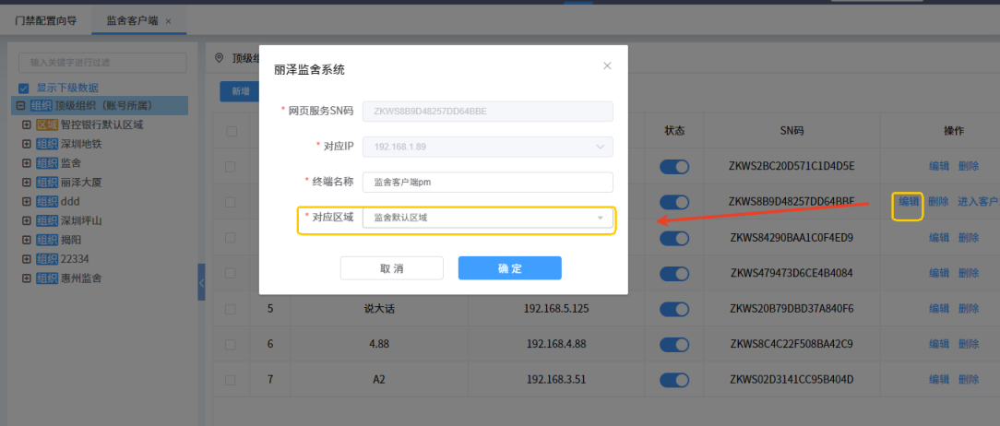 门禁配置向导 监舍客户端 ×
输入关键字进行过滤
显示下级数据
组织 顶级组织（账号所属）
区域 智控银行默认区域
组织 深圳地铁
组织 监舍
组织 丽泽大厦
组织 ddd
组织 深圳坪山
组织 揭阳
组织 22334
组织 惠州监舍
顶级组
新增
丽泽监舍系统
* 网页服务SN码 ZKWS8B9D48257DD64BBE
* 对应IP 192.168.1.89
* 终端名称 监舍客户端pm
* 对应区域 监舍默认区域
取消 确定
状态 SN码 操作
ZKWS2BC20D571C1D4D5E 编辑 删除
ZKWS8B9D48257DD64BBE 编辑 删除 进入客户
ZKWS84290BAA1C0F4ED9 编辑 删除
ZKWS479473D6CE4B4084 编辑 删除
5 说大话 192.168.5.125 ZKWS20B79DBD37A840F6 编辑 删除
6 4.88 192.168.4.88 ZKWS8C4C22F508BA42C9 编辑 删除
7 A2 192.168.3.51 ZKWS02D3141CC95B404D 编辑 删除